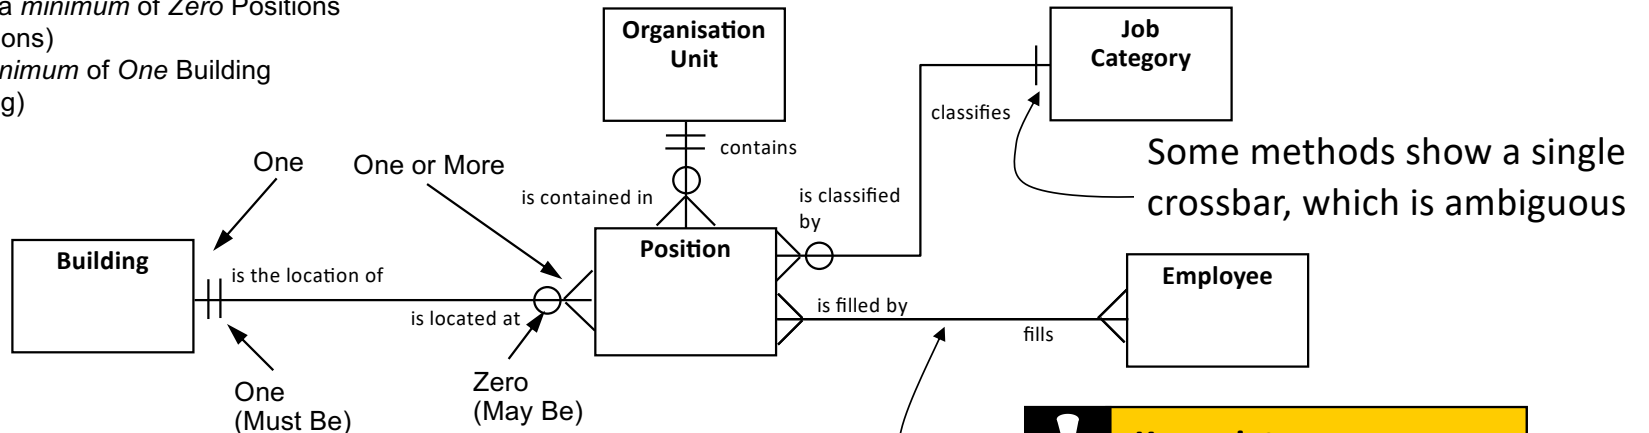 a minimum of Zero Positions
ons)
nimum of One Building
g)
Organisation
Unit
Job
Category
contains
classifies
Some methods show a single
crossbar, which is ambiguous
One
One or More
is contained in
is classified
by
Building
is the location of
is located at
Position
is filled by
fills
Employee
One
(Must Be)
Zero
(May Be)